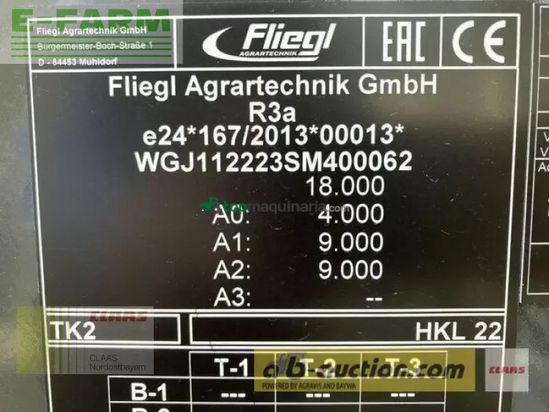 E-FARM
Fliegl Agrartechnik GmbH
Bürgermeister-Boch-Straße 1
D - 84453 Mühldorf
Fliegl
AGRARTECHNIK
EAC CE
Fliegl Agrartechnik GmbH
R3a
e24*167/2013*00013*
WGJ112223SM400062
18.000
topmaquinaria.com
A0: 4.000
A1: 9.000
A2: 9.000
A3: --
CLAAS
TK2 HKL 22
CLAAS
Nordostbayern
ab-auction.com
POWERED BY AGRAVIS AND BAYWA
CLAAS
T-1 T-2 T-3
B-1 --- --- ---